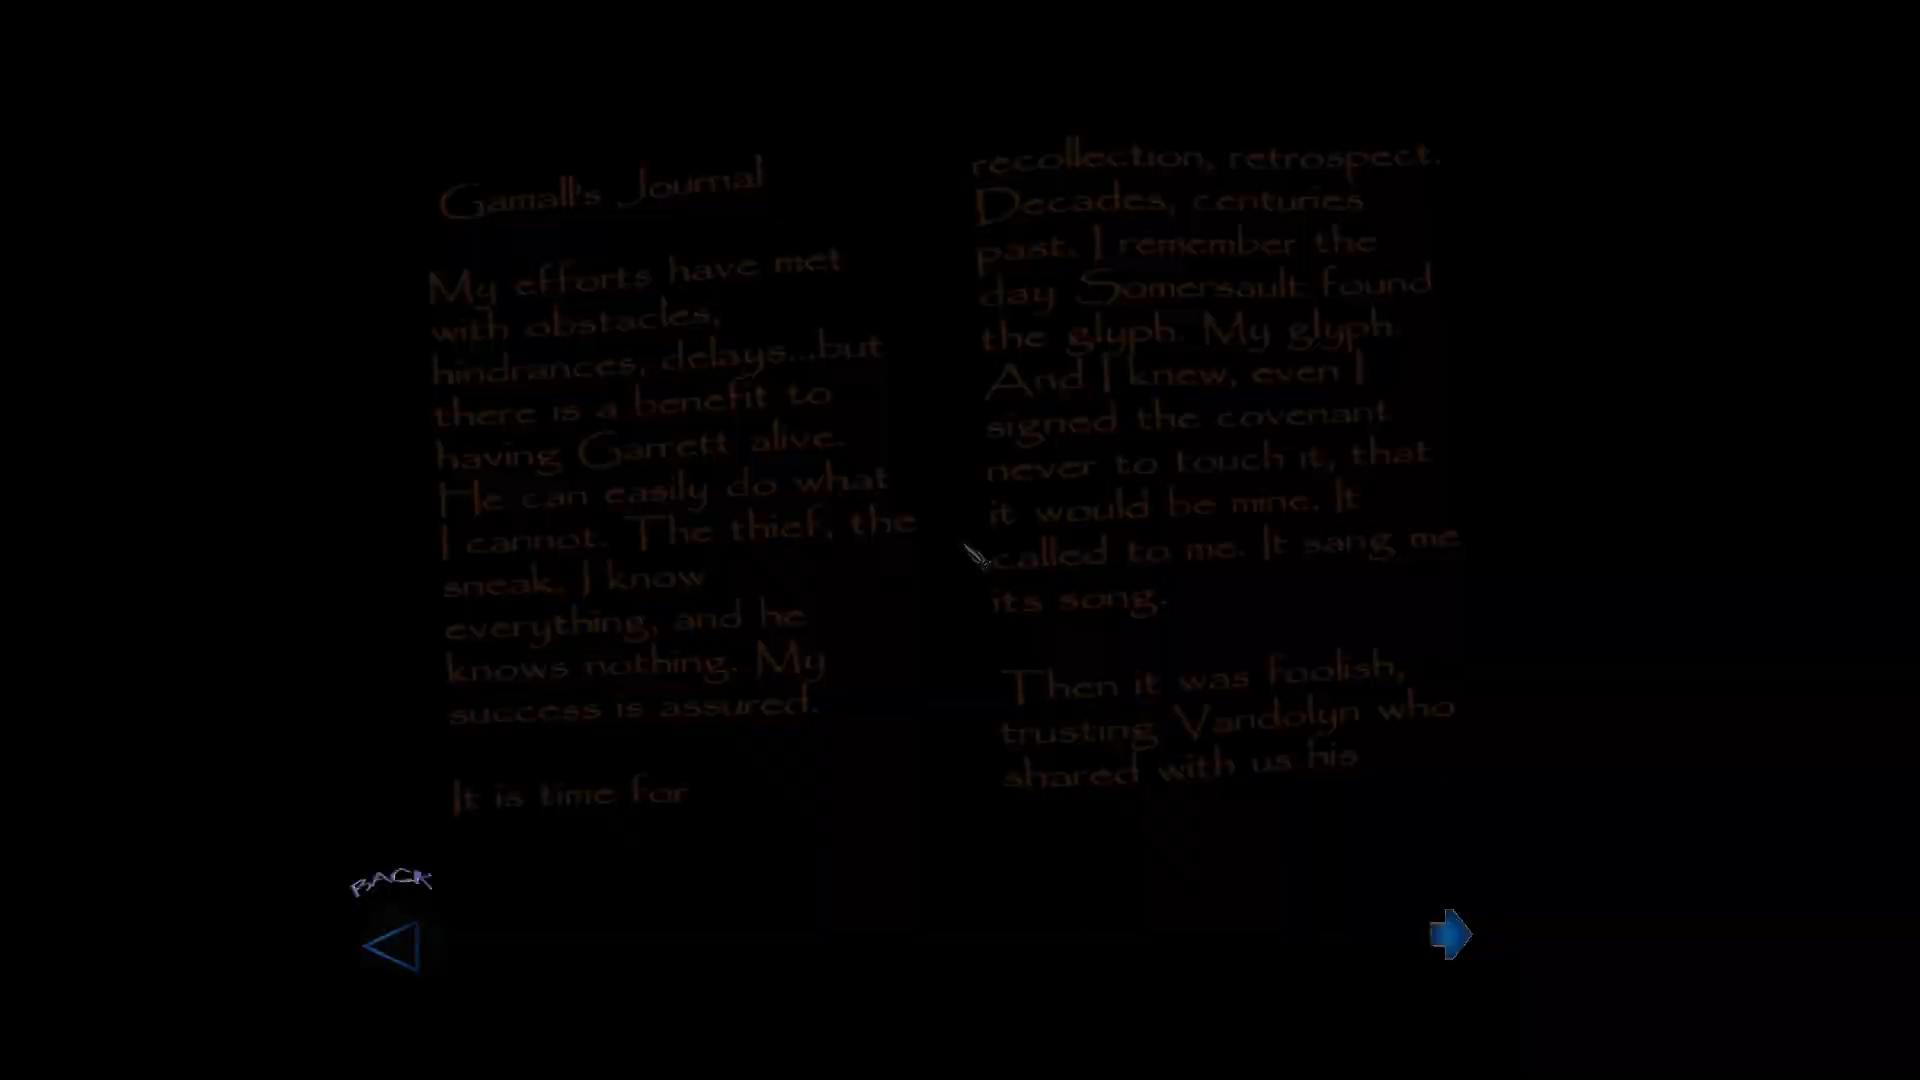 Gamall's Journal
My efforts have met
with obstacles,
hindrances, delays...but
there is a benefit to
having Garrett alive.
He can easily do what
I cannot. The thief, the
sneak. I know
everything, and he
knows nothing. My
success is assured.
It is time for
recollection, retrospect.
Decades, centuries
past. I remember the
day Somersault found
the glyph. My glyph.
And I knew, even I
signed the covenant
never to touch it, that
it would be mine. It
called to me. It sang me
its song.
Then it was foolish,
trusting Vandolyn who
shared with us his
BACK